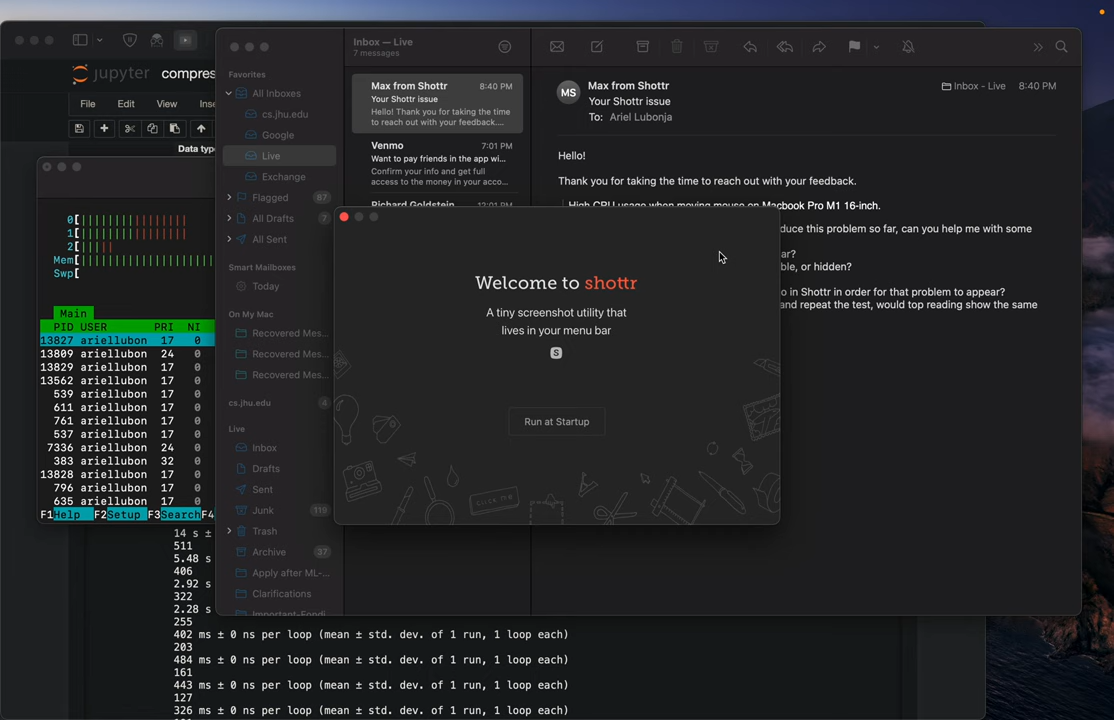 jupyter compres
File Edit View Inse
Data typ
0[
1[
2[
Mem[
Swp[
Main
PID USER PRI NI
13827 ariellubon 17 0
13809 ariellubon 24 0
13829 ariellubon 17 0
13562 ariellubon 17 0
539 ariellubon 17 0
611 ariellubon 17 0
761 ariellubon 17 0
537 ariellubon 17 0
7336 ariellubon 24 0
383 ariellubon 32 0
13828 ariellubon 17 0
796 ariellubon 17 0
635 ariellubon 17 0
F1Help F2Setup F3SearchF4
14 s ±
511
5.48 s
406
2.92 s
322
2.28 s
255
402 ms ± 0 ns per loop (mean ± std. dev. of 1 run, 1 loop each)
203
484 ms ± 0 ns per loop (mean ± std. dev. of 1 run, 1 loop each)
161
443 ms ± 0 ns per loop (mean ± std. dev. of 1 run, 1 loop each)
127
326 ms ± 0 ns per loop (mean ± std. dev. of 1 run, 1 loop each)
Favorites
All Inboxes
cs.jhu.edu
Google
Live
Exchange
Flagged 87
All Drafts 7
All Sent
Smart Mailboxes
Today
On My Mac
Recovered Mes...
Recovered Mes...
Recovered Mes...
cs.jhu.edu 4
Live
Inbox
Drafts
Sent
Junk 119
Trash
Archive 37
Apply after ML-...
Clarifications
Important-Fondi
Inbox — Live
7 messages
Max from Shottr 8:40 PM
Your Shottr issue
Hello! Thank you for taking the time
to reach out with your feedback....
Venmo 7:01 PM
Want to pay friends in the app wi...
Confirm your info and get full
access to the money in your acco...
Richard Goldstein 12:01 PM
MS
Max from Shottr
Your Shottr issue
To: Ariel Lubonja
Inbox - Live 8:40 PM
Hello!
Thank you for taking the time to reach out with your feedback.
High CPU usage when moving mouse on Macbook Pro M1 16-inch.
duce this problem so far, can you help me with some
ar?
ble, or hidden?
o in Shottr in order for that problem to appear?
and repeat the test, would top reading show the same
Welcome to shottr
A tiny screenshot utility that
lives in your menu bar
S
Run at Startup
CLICK ME